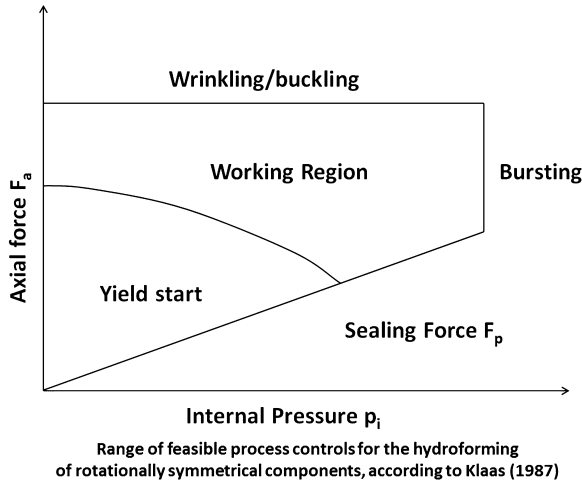 Wrinkling/buckling
Working Region
Bursting
Axial force Fa
Yield start
Sealing Force Fp
Internal Pressure pi
Range of feasible process controls for the hydroforming
of rotationally symmetrical components, according to Klaas (1987)